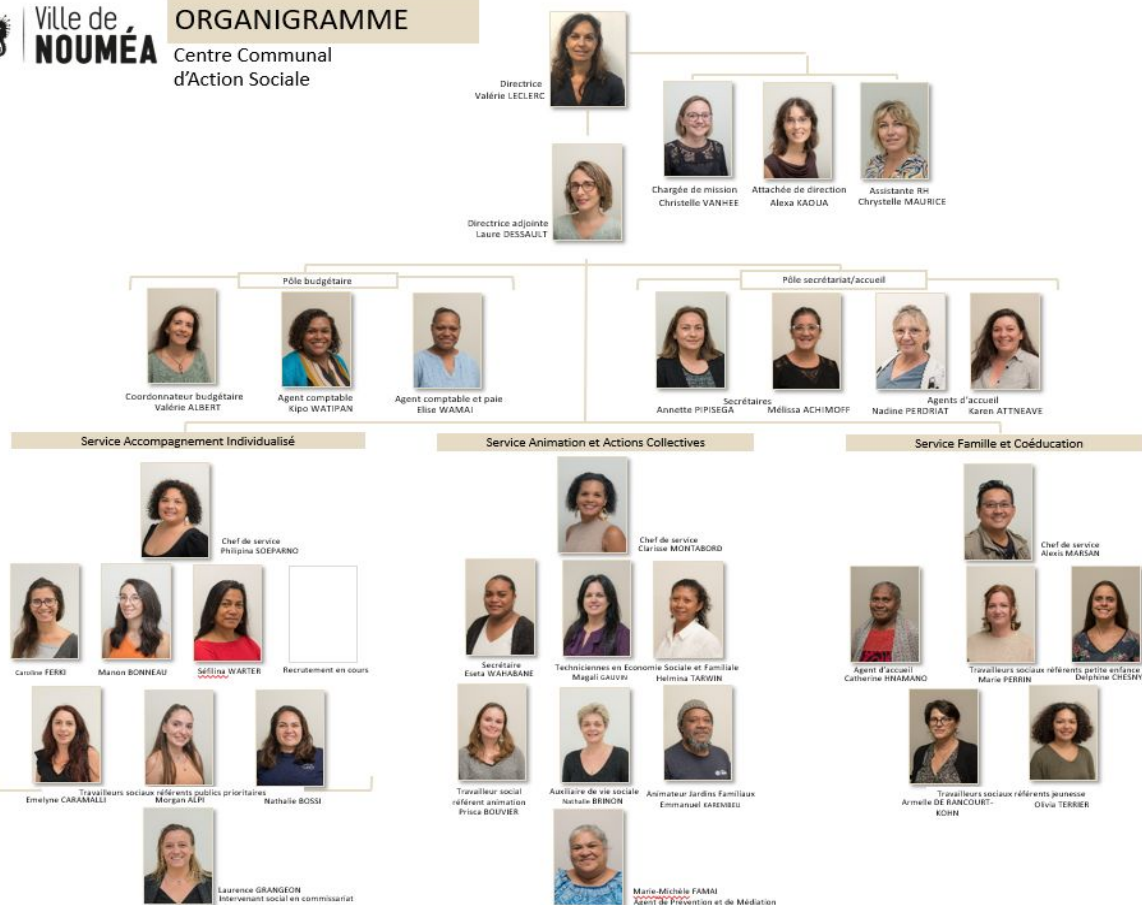 Ville de
NOUMÉA
ORGANIGRAMME
Centre Communal
d'Action Sociale
Directrice
Valérie LECLERC
Chargée de mission
Christelle VANHEE
Attachée de direction
Alexa KAOUA
Assistante RH
Chrystelle MAURICE
Directrice adjointe
Laure DESSAULT
Pôle budgétaire
Pôle secrétariat/accueil
Coordonnateur budgétaire
Valérie ALBERT
Agent comptable
Kipo WATIPAN
Agent comptable et paie
Elise WAMAI
Secrétaires
Annette PIPISEGA
Mélissa ACHIMOFF
Agents d'accueil
Nadine PERDRIAT
Karen ATTNEAVE
Service Accompagnement Individualisé
Service Animation et Actions Collectives
Service Famille et Coéducation
Chef de service
Philipina SOEPARNO
Chef de service
Clarisse MONTABORD
Chef de service
Alexis MARSAN
Caroline FERKI
Manon BONNEAU
Séfilina WARTER
Recrutement en cours
Secrétaire
Eseta WAHABANE
Techniciennes en Economie Sociale et Familiale
Magali GAUVIN
Helmina TARWIN
Agent d'accueil
Catherine HNAMANO
Travailleurs sociaux référents petite enfance
Marie PERRIN
Delphine CHESNY
Travailleurs sociaux référents publics prioritaires
Emelyne CARAMALLI
Morgan ALPI
Nathalie BOSSI
Travailleur social
référent animation
Prisca BOUVIER
Auxiliaire de vie sociale
Nathalie BRINON
Animateur Jardins Familiaux
Emmanuel KAREMBEU
Travailleurs sociaux référents jeunesse
Armelle DE RANCOURT-
KOHN
Olivia TERRIER
Laurence GRANGEON
Intervenant social en commissariat
Marie-Michèle FAMAI
Agent de Prévention et de Médiation